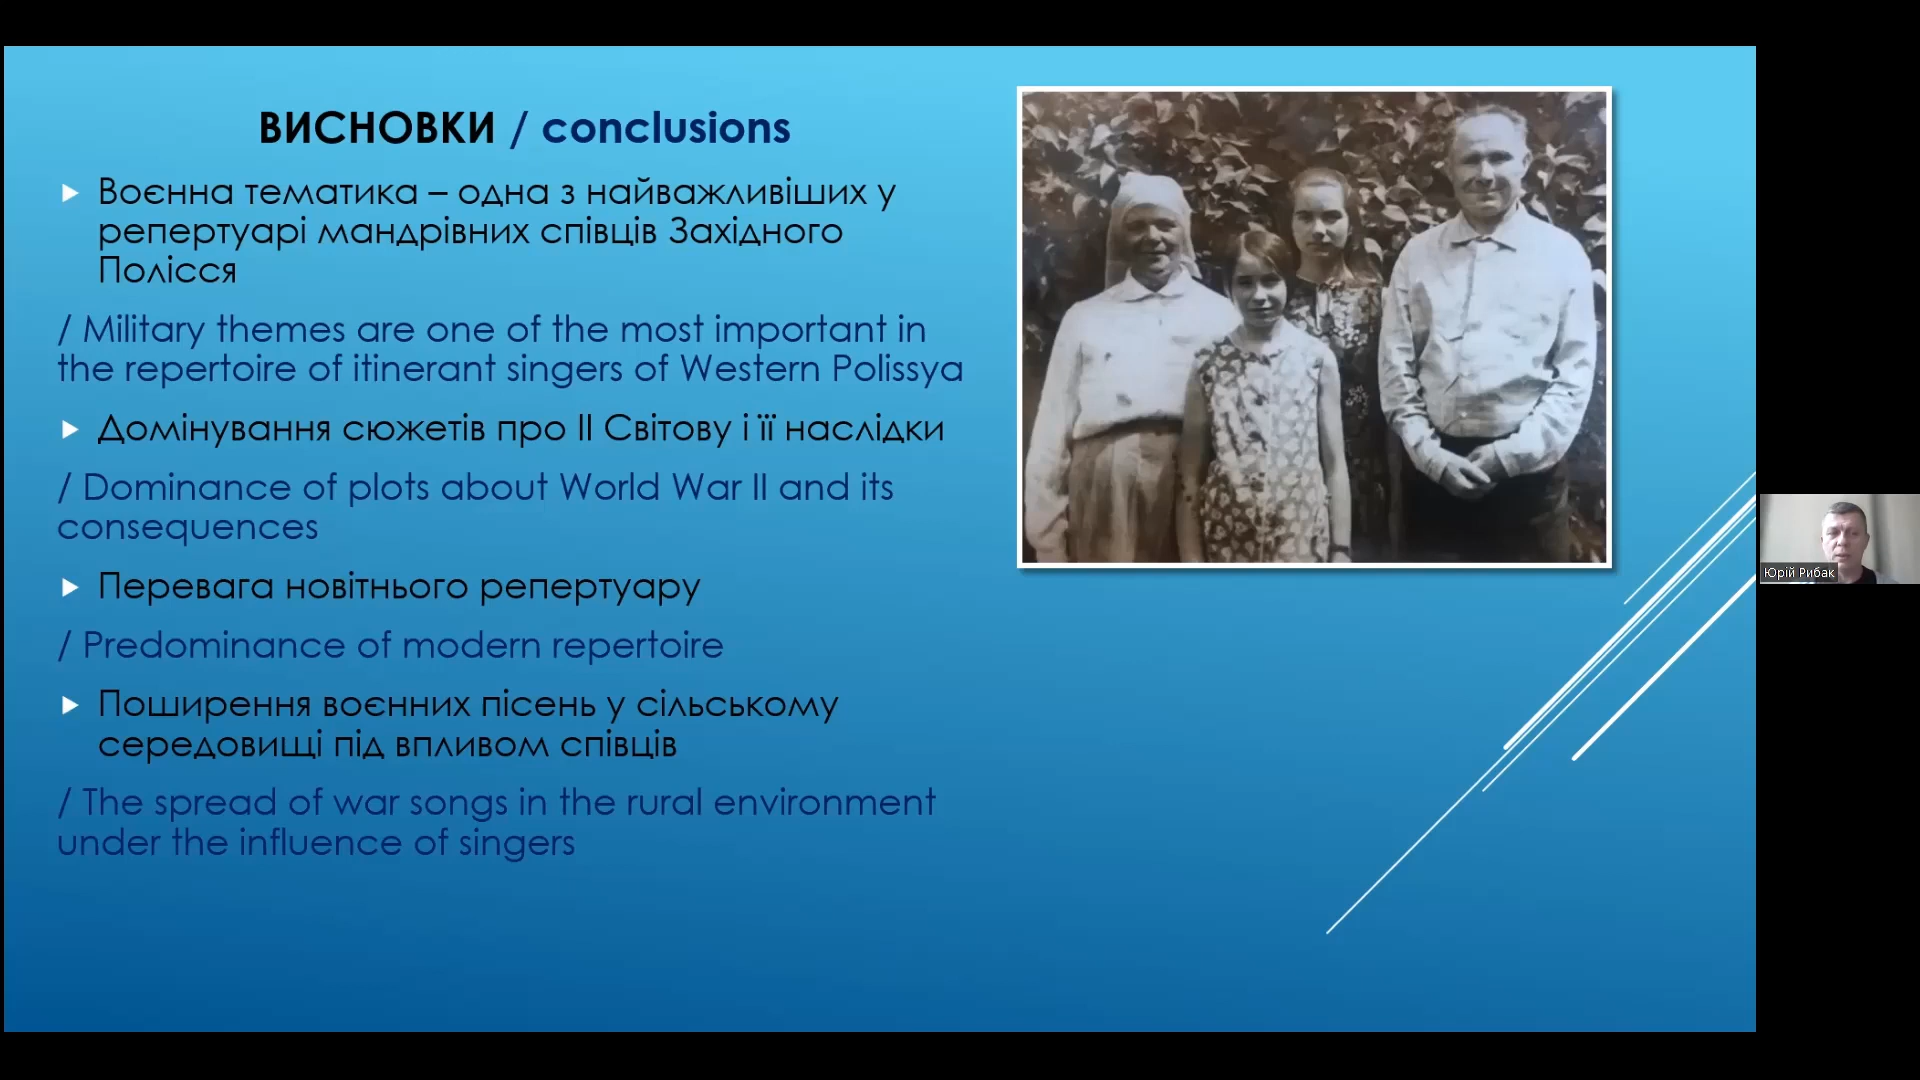 ВИСНОВКИ / conclusions
Воєнна тематика – одна з найважливіших у
репертуарі мандрівних співців Західного
Полісся
/ Military themes are one of the most important in
the repertoire of itinerant singers of Western Polissya
Домінування сюжетів про ІІ Світову і її наслідки
/ Dominance of plots about World War II and its
consequences
Перевага новітнього репертуару
/ Predominance of modern repertoire
Поширення воєнних пісень у сільському
середовищі під впливом співців
/ The spread of war songs in the rural environment
under the influence of singers
Юрій Рибак